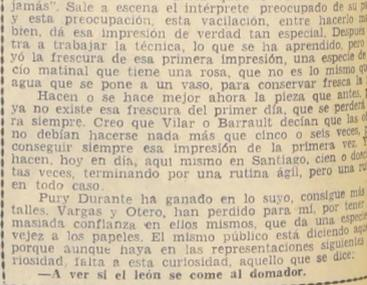 jamás". Sale a escena el intérprete preocupado de su
y esta preocupación, esta vacilación, entre hacerlo
bien, dá esa impresión de verdad tan especial. Después
tra a trabajar la técnica, lo que se ha aprendido, pero
yó la frescura de esa primera impresión, una especie de
cio matinal que tiene una rosa, que no es lo mismo
agua que se pone a un vaso, para conservar fresca la
Hacen o se hace mejor ahora la pieza que antes,
ya no existe esa frescura del primer día, que se perderá
ra siempre. Creo que Vilar o Barrault decían que las
no debían hacerse nada más que cinco o seis veces,
conseguir siempre esa impresión de la primera vez.
hacen, hoy en día, aquí mismo en Santiago, cien o
tas veces, terminando por una rutina ágil, pero una
en todo caso.
Pury Durante ha ganado en lo suyo, consigue más
talles. Vargas y Otero, han perdido para mí, por tener
masiada confianza en ellos mismos, que da una
vejez a los papeles. El mismo público está diciendo
porque aunque haya en las representaciones siguientes
riosidad, falta a esta curiosidad, aquello que se dice:
—A ver si el león se come al domador.